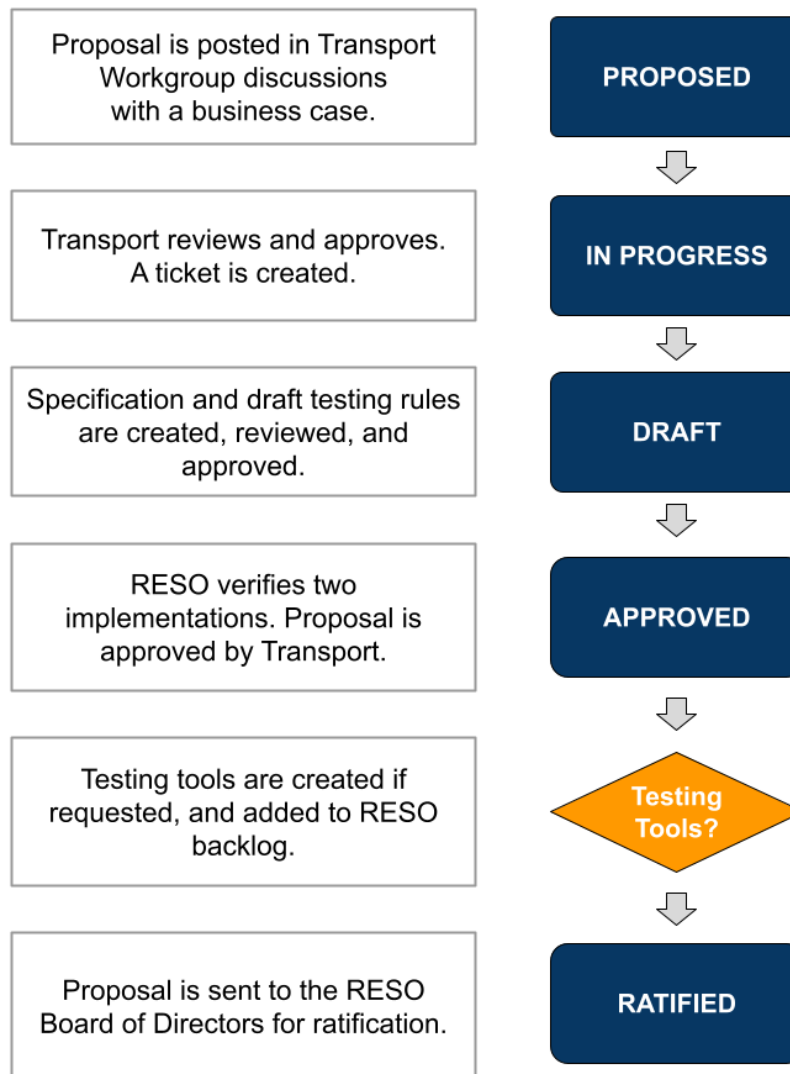 Proposal is posted in Transport
Workgroup discussions
with a business case.
PROPOSED
Transport reviews and approves.
A ticket is created.
IN PROGRESS
Specification and draft testing rules
are created, reviewed, and
approved.
DRAFT
RESO verifies two
implementations. Proposal is
approved by Transport.
APPROVED
Testing tools are created if
requested, and added to RESO
backlog.
Testing
Tools?
Proposal is sent to the RESO
Board of Directors for ratification.
RATIFIED